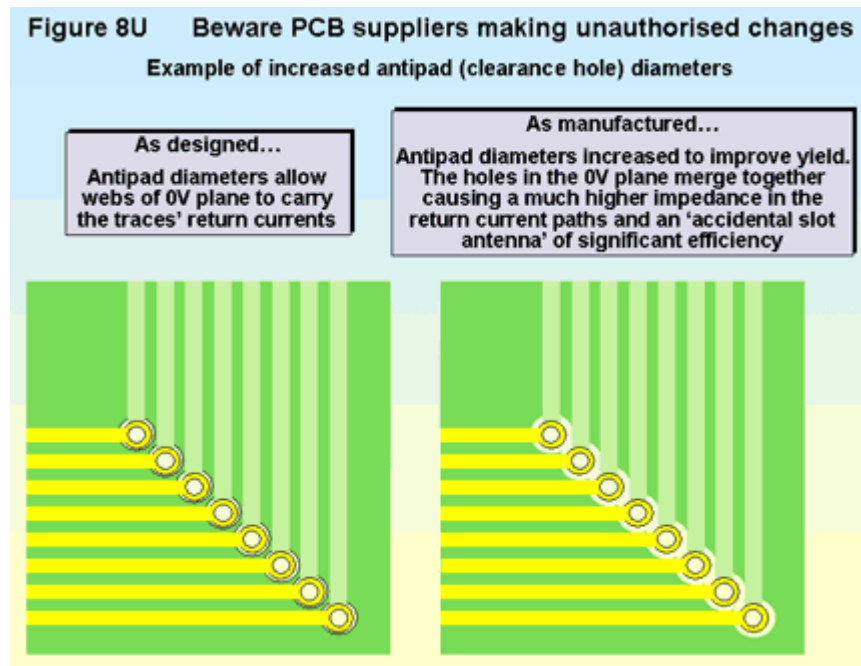 Figure 8U Beware PCB suppliers making unauthorised changes
Example of increased antipad (clearance hole) diameters
As designed…
Antipad diameters allow
webs of 0V plane to carry
the traces' return currents
As manufactured…
Antipad diameters increased to improve yield.
The holes in the 0V plane merge together
causing a much higher impedance in the
return current paths and an 'accidental slot
antenna' of significant efficiency